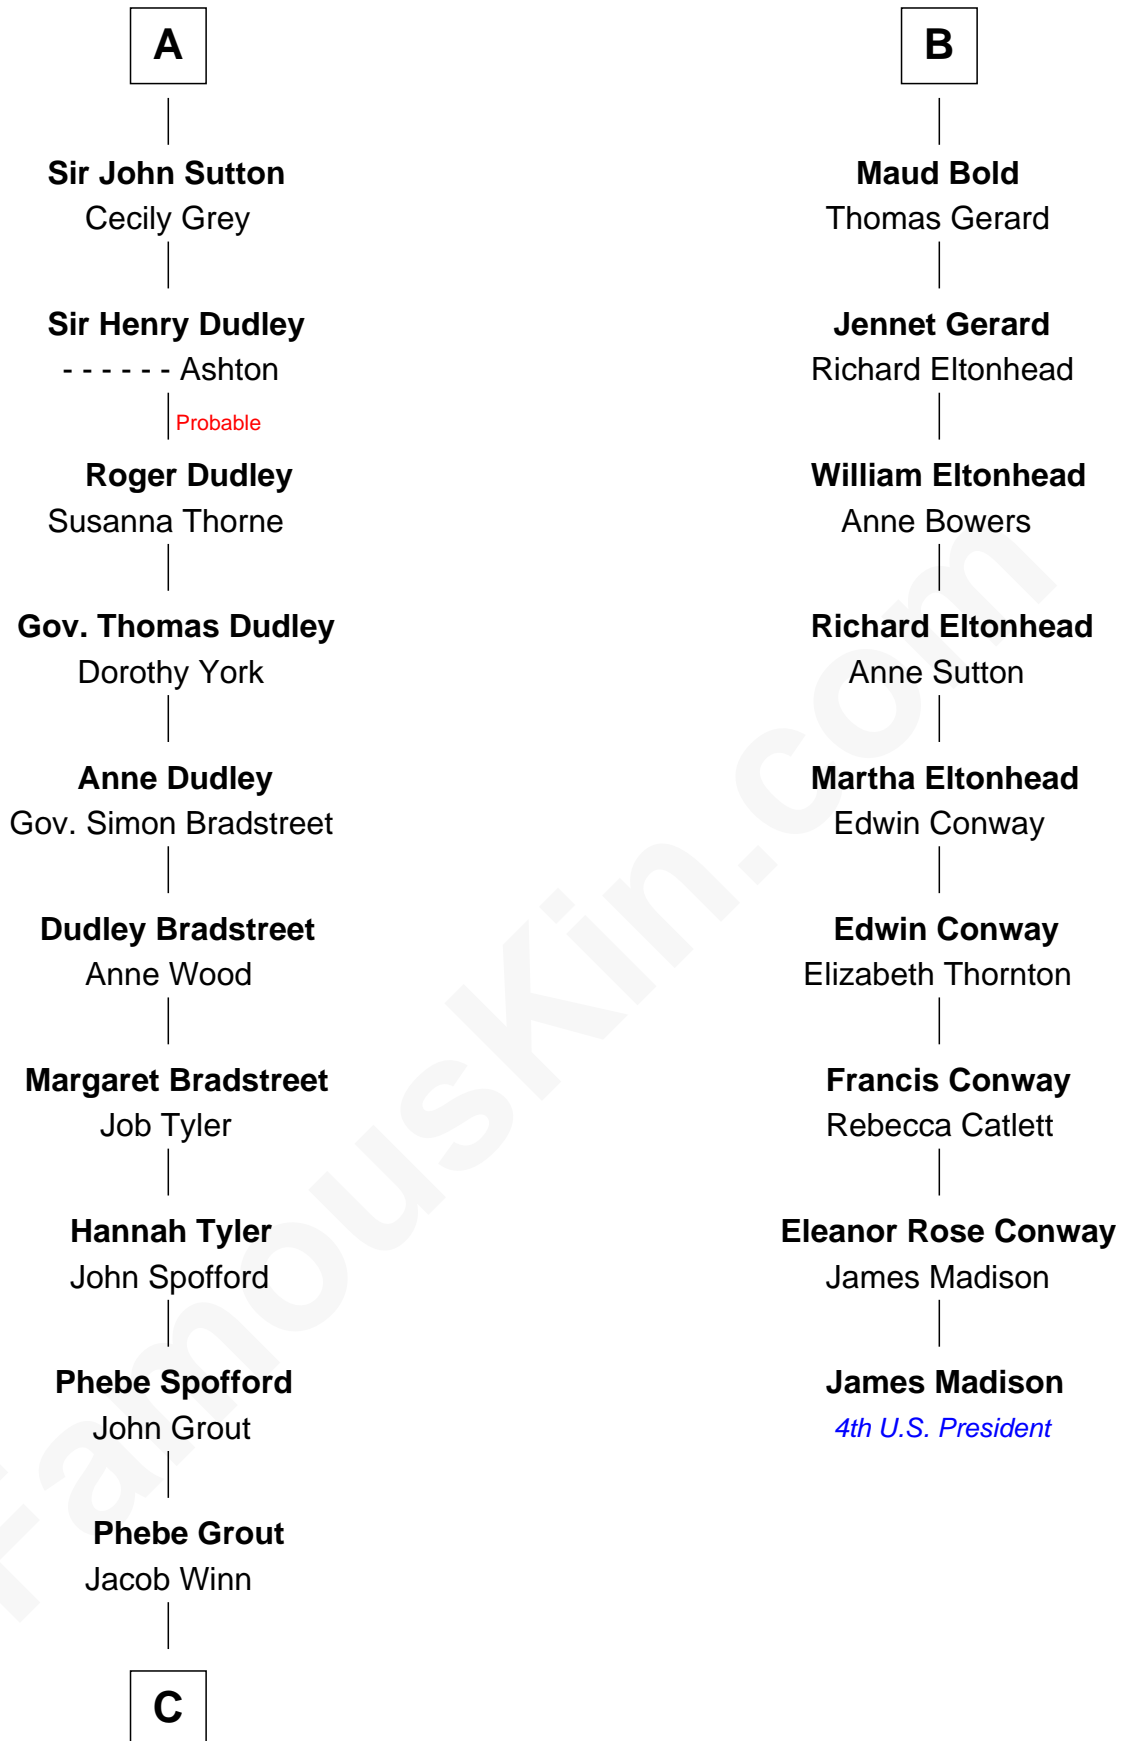 A
Sir John Sutton
Cecily Grey
Sir Henry Dudley
- - - - - - Ashton
Probable
Roger Dudley
Susanna Thorne
Gov. Thomas Dudley
Dorothy York
Anne Dudley
Gov. Simon Bradstreet
Dudley Bradstreet
Anne Wood
Margaret Bradstreet
Job Tyler
Hannah Tyler
John Spofford
Phebe Spofford
John Grout
Phebe Grout
Jacob Winn
C
B
Maud Bold
Thomas Gerard
Jennet Gerard
Richard Eltonhead
William Eltonhead
Anne Bowers
Richard Eltonhead
Anne Sutton
Martha Eltonhead
Edwin Conway
Edwin Conway
Elizabeth Thornton
Francis Conway
Rebecca Catlett
Eleanor Rose Conway
James Madison
James Madison
4th U.S. President
FamousKin.com